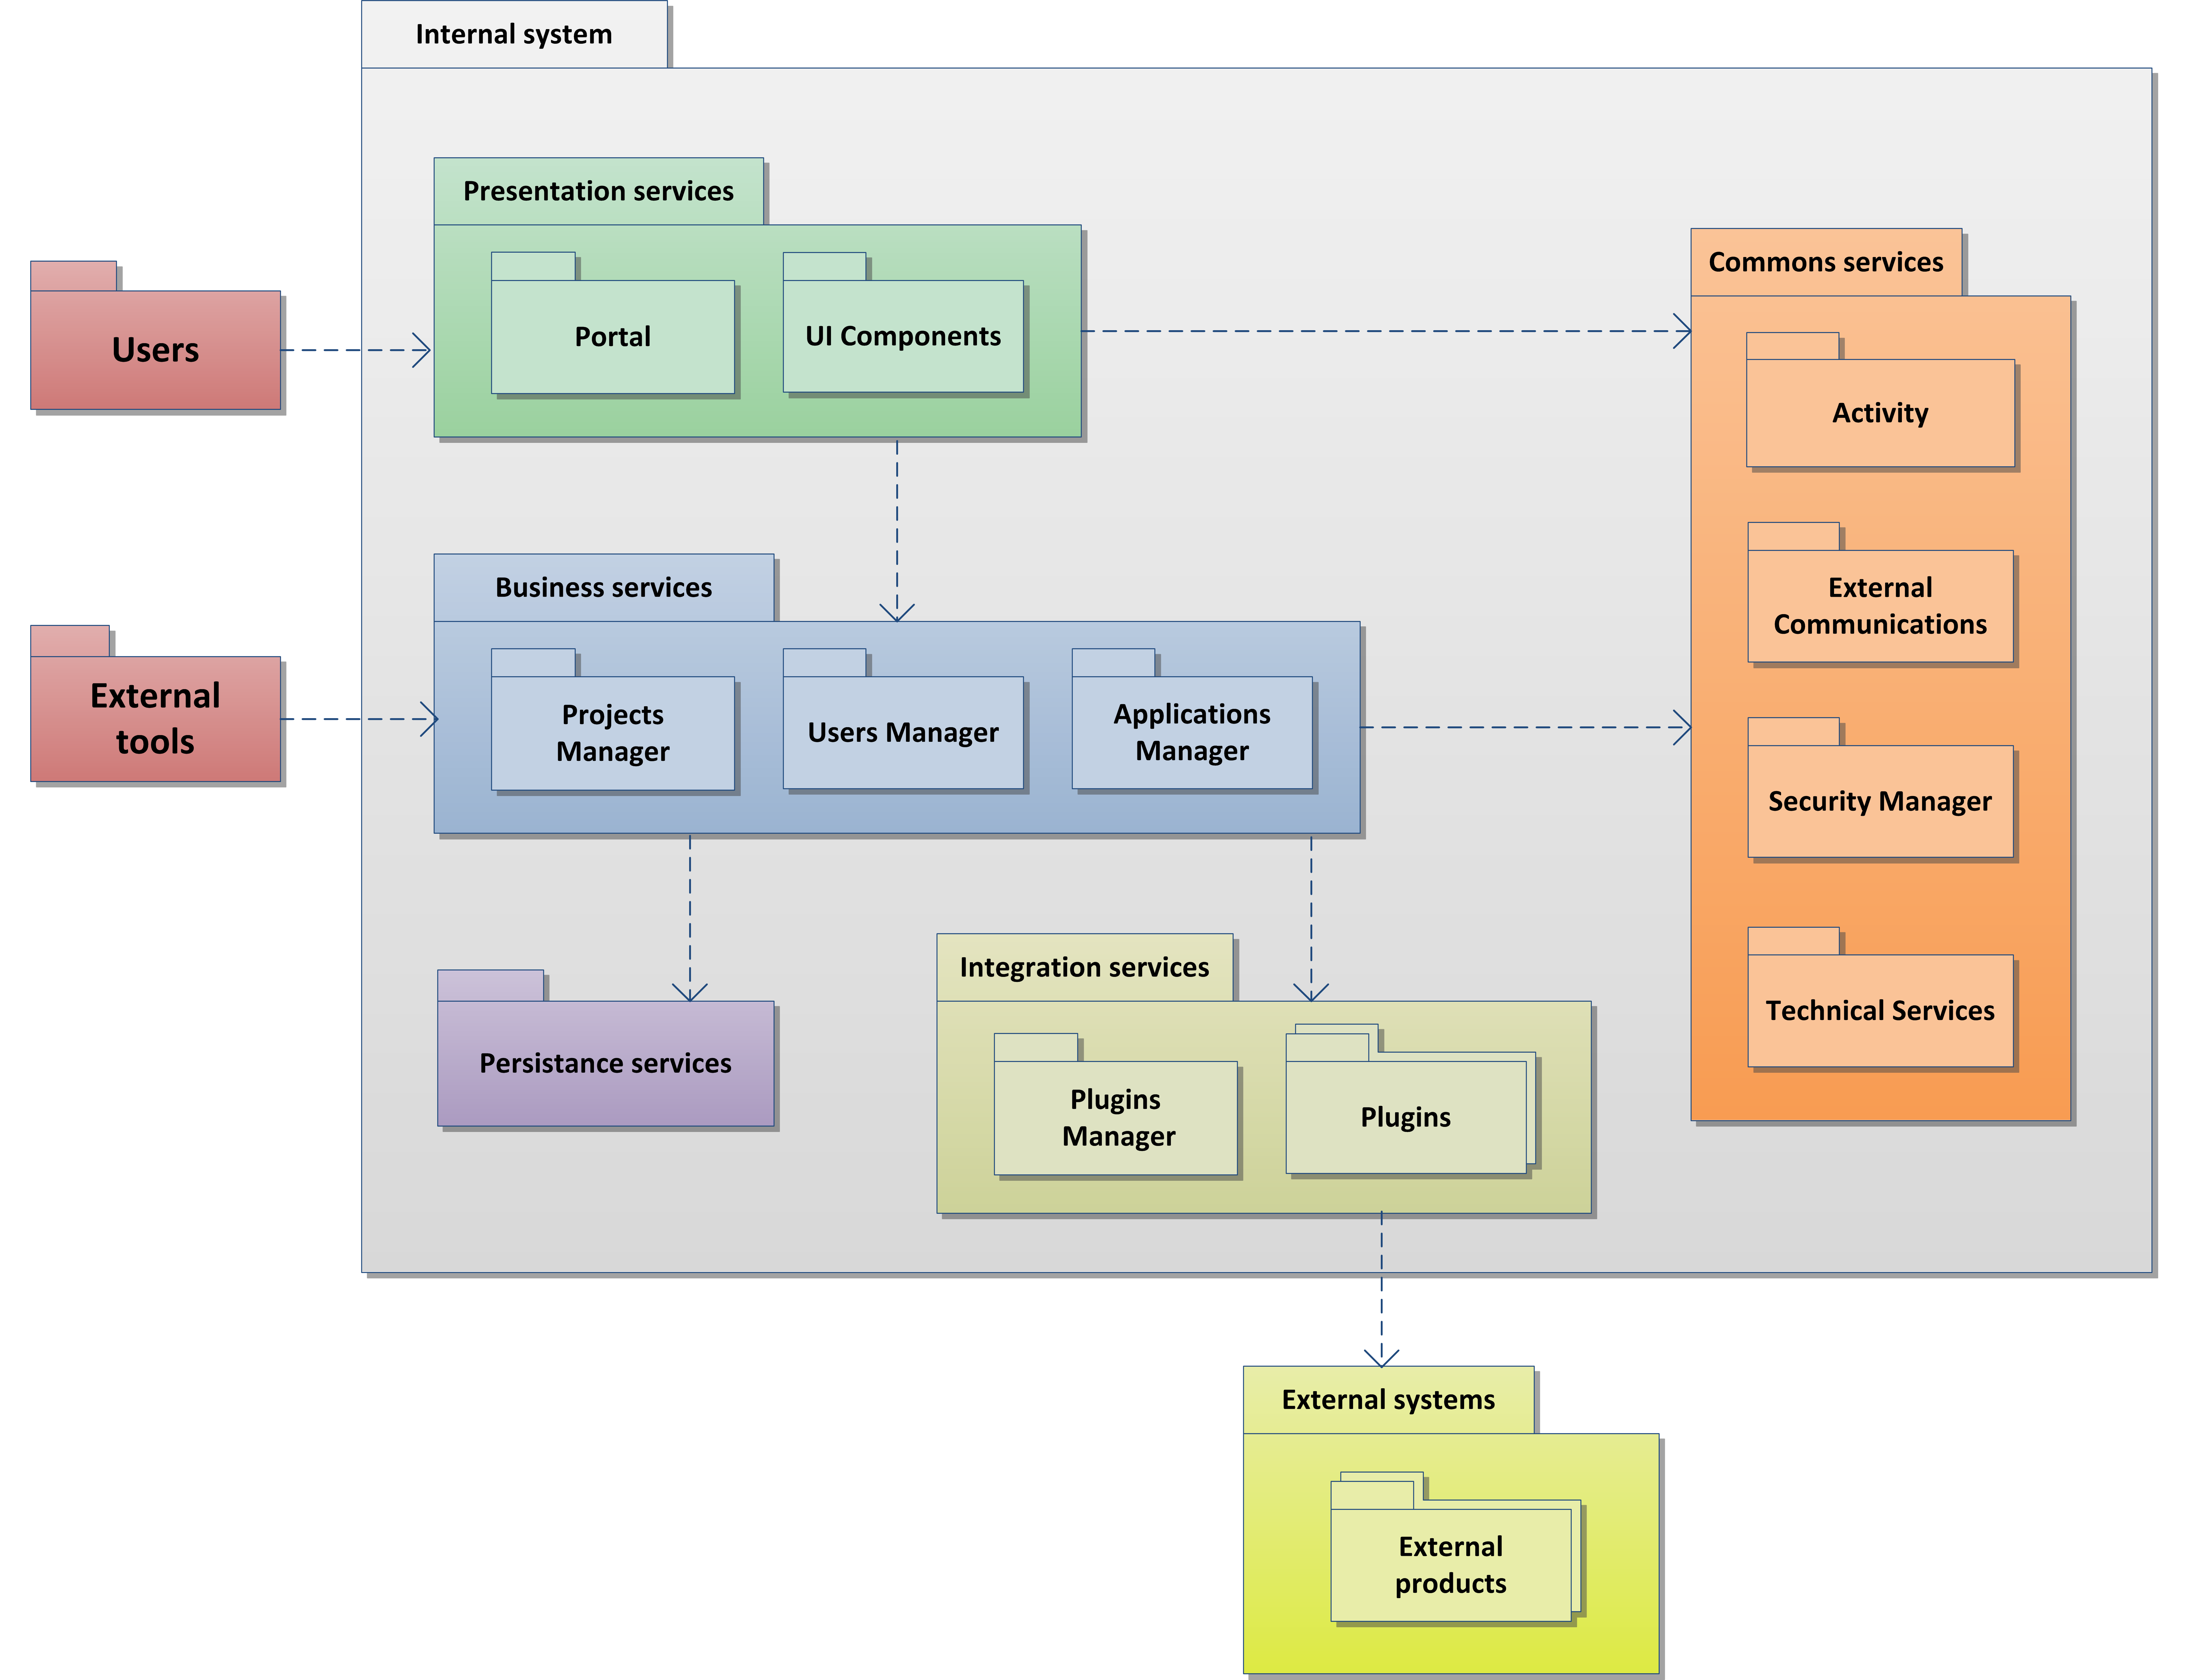 Internal system
Presentation services
Portal
UI Components
Users
Commons services
Activity
External
Communications
Security Manager
Technical Services
Business services
Projects
Manager
Users Manager
Applications
Manager
External
tools
Persistance services
Integration services
Plugins
Manager
Plugins
External systems
External
products